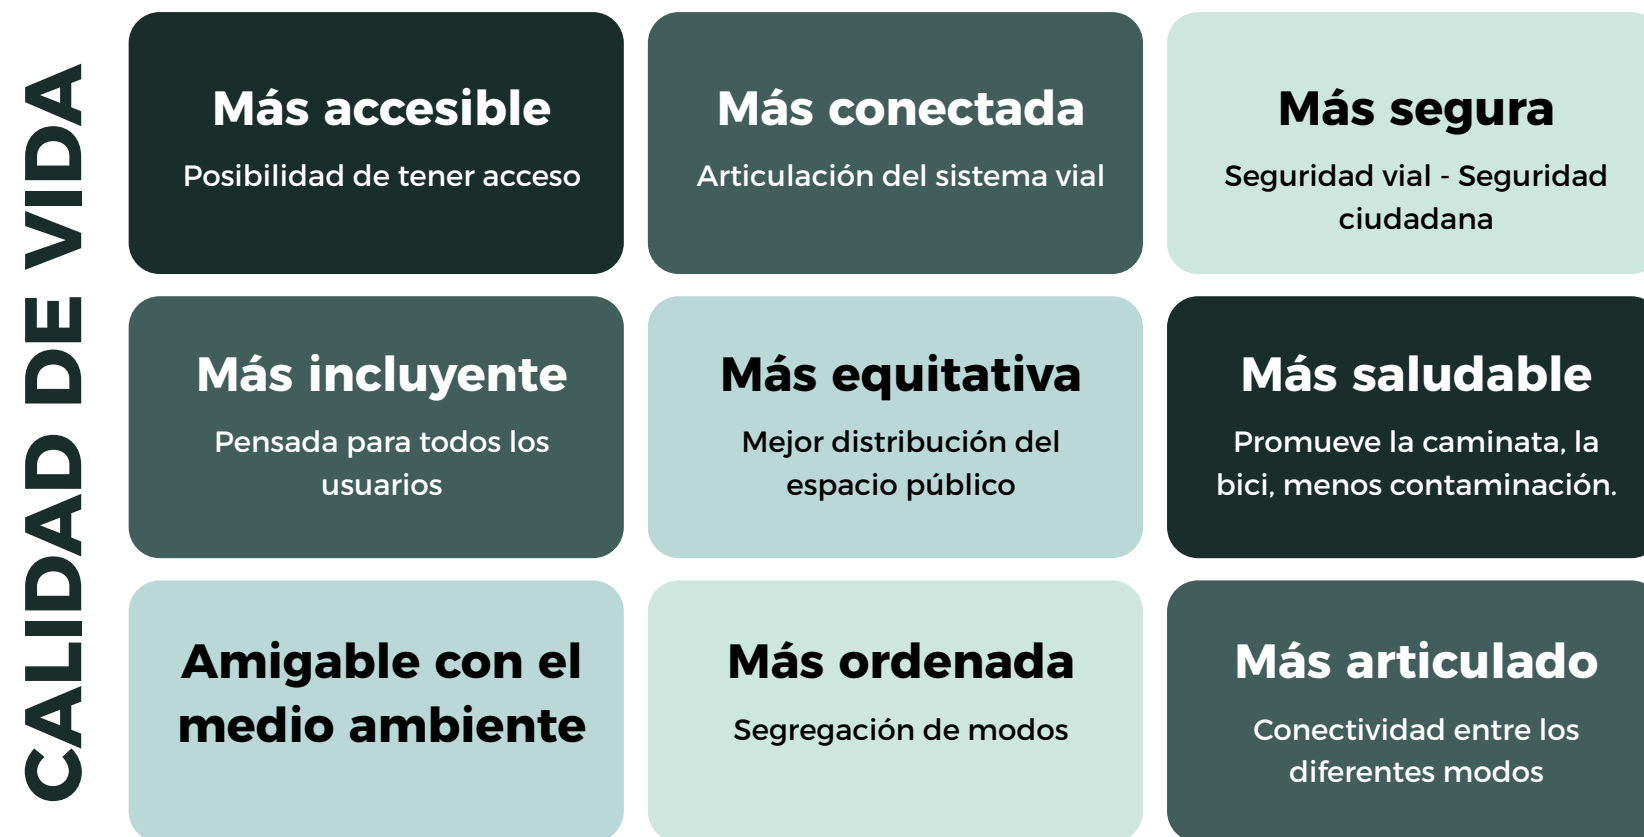 CALIDAD DE VIDA
Más accesible
Posibilidad de tener acceso
Más conectada
Articulación del sistema vial
Más segura
Seguridad vial - Seguridad
ciudadana
Más incluyente
Pensada para todos los
usuarios
Más equitativa
Mejor distribución del
espacio público
Más saludable
Promueve la caminata, la
bici, menos contaminación.
Amigable con el
medio ambiente
Más ordenada
Segregación de modos
Más articulado
Conectividad entre los
diferentes modos